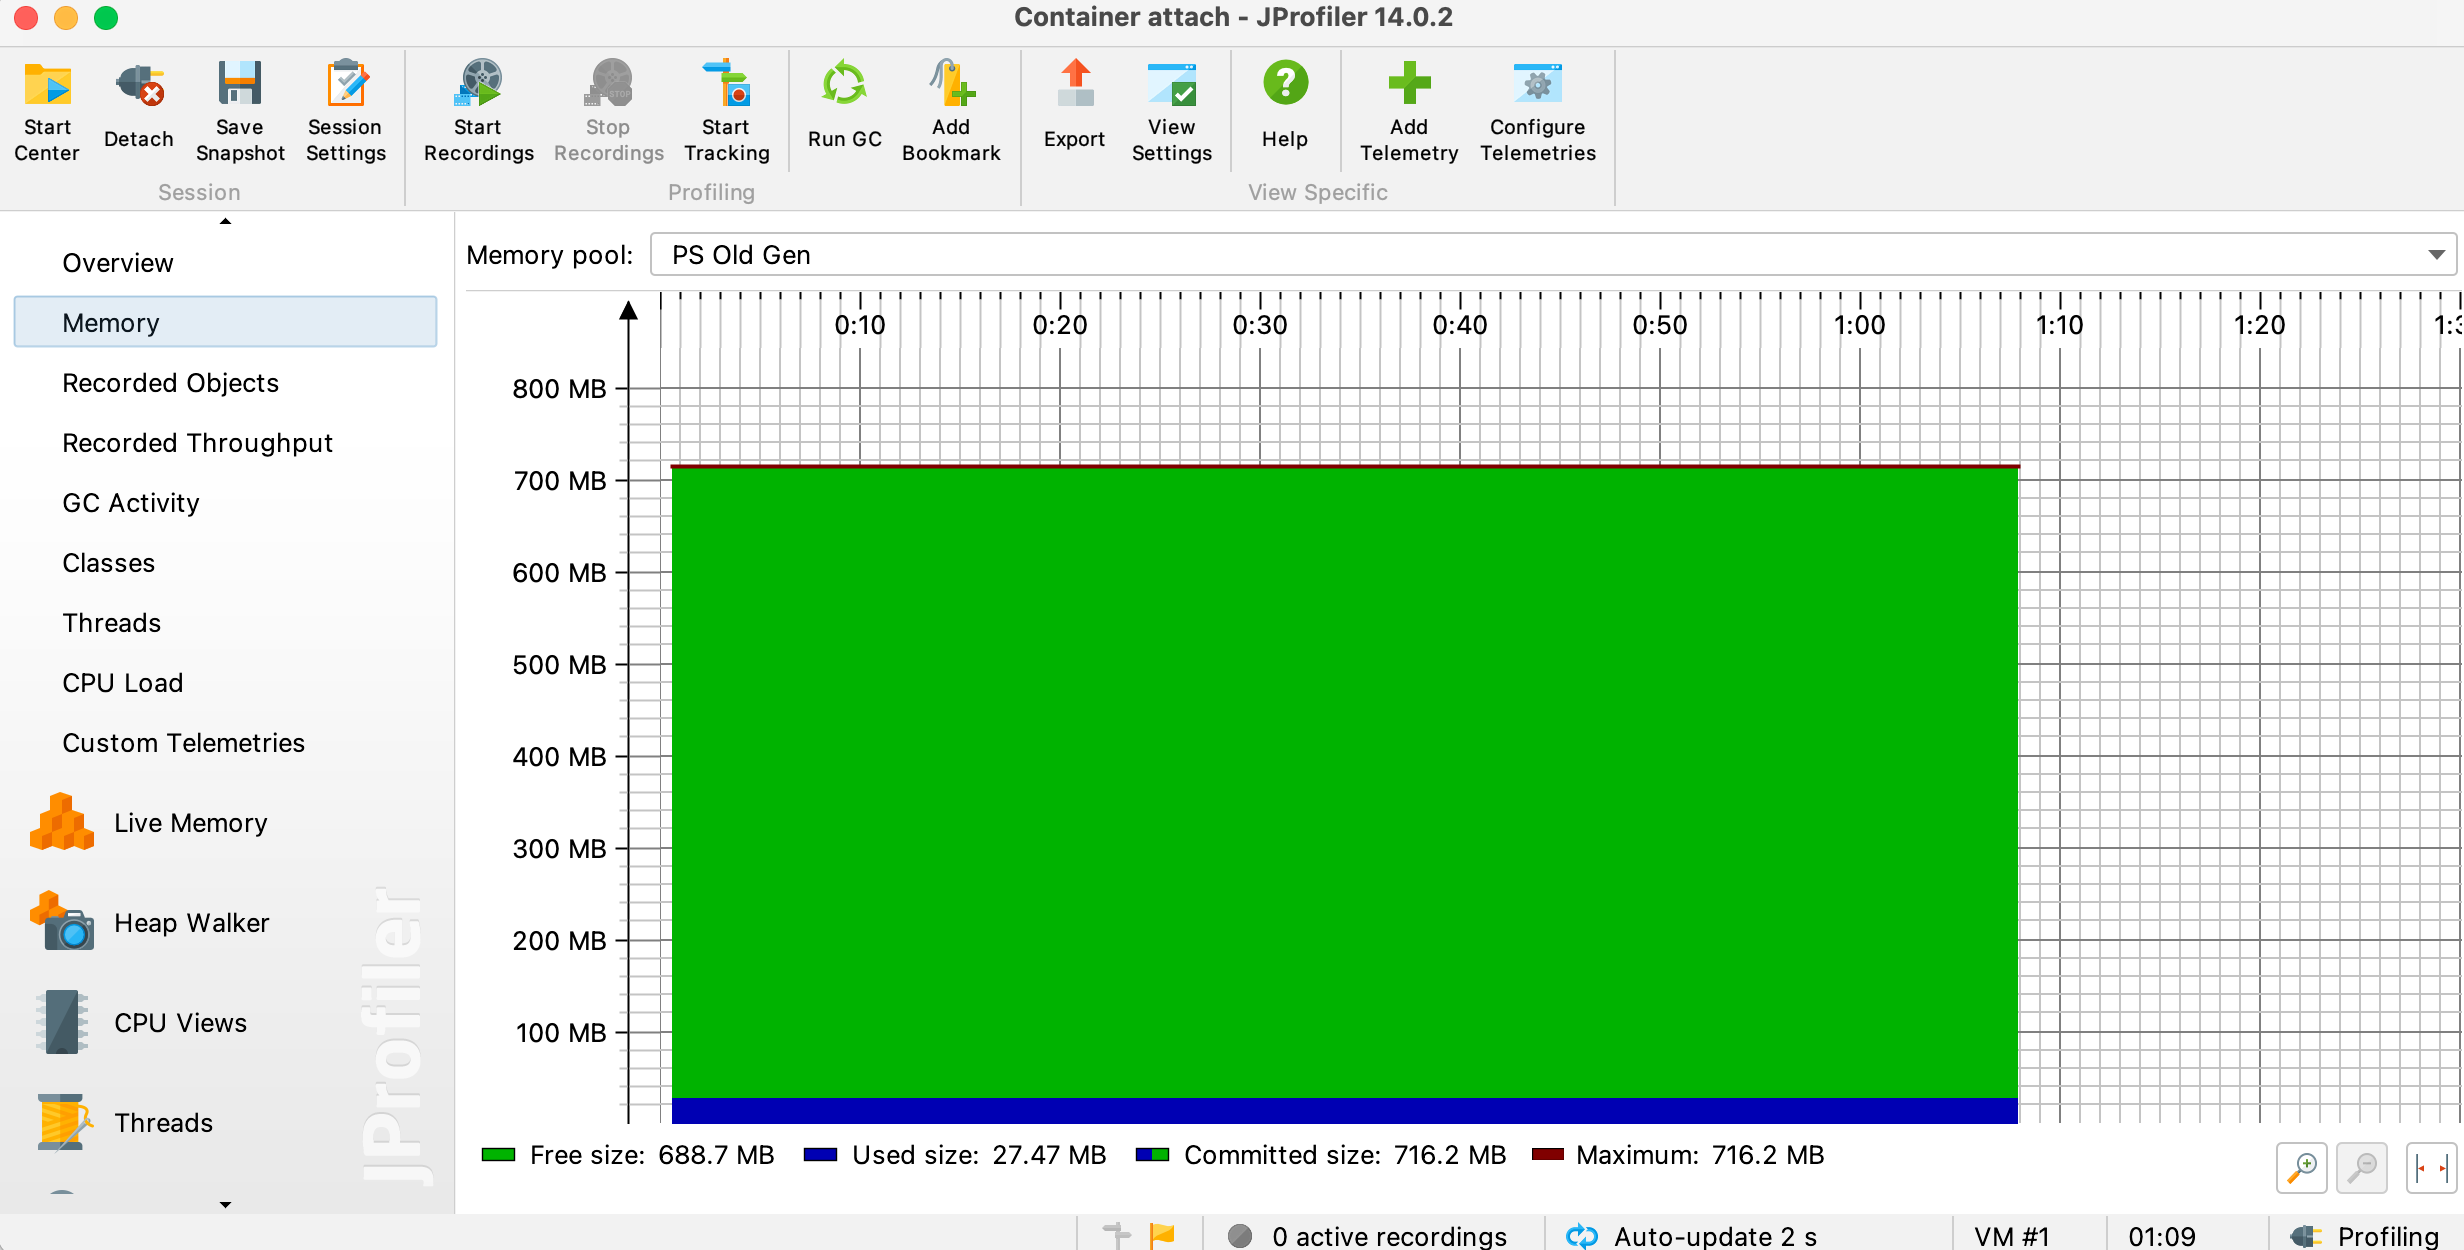 Container attach - JProfiler 14.0.2
Start Center
Detach
Save Snapshot
Session Settings
Start Recordings
Stop Recordings
Start Tracking
Run GC
Add Bookmark
Export
View Settings
Help
Add Telemetry
Configure Telemetries
STOP
Session
Profiling
View Specific
Overview
Memory
Recorded Objects
Recorded Throughput
GC Activity
Classes
Threads
CPU Load
Custom Telemetries
Live Memory
Heap Walker
CPU Views
Threads
JProfiler
Memory pool: PS Old Gen
0:10 0:20 0:30 0:40 0:50 1:00 1:10 1:20
800 MB
700 MB
600 MB
500 MB
400 MB
300 MB
200 MB
100 MB
Free size: 688.7 MB Used size: 27.47 MB Committed size: 716.2 MB Maximum: 716.2 MB
0 active recordings Auto-update 2 s VM #1 01:09 Profiling